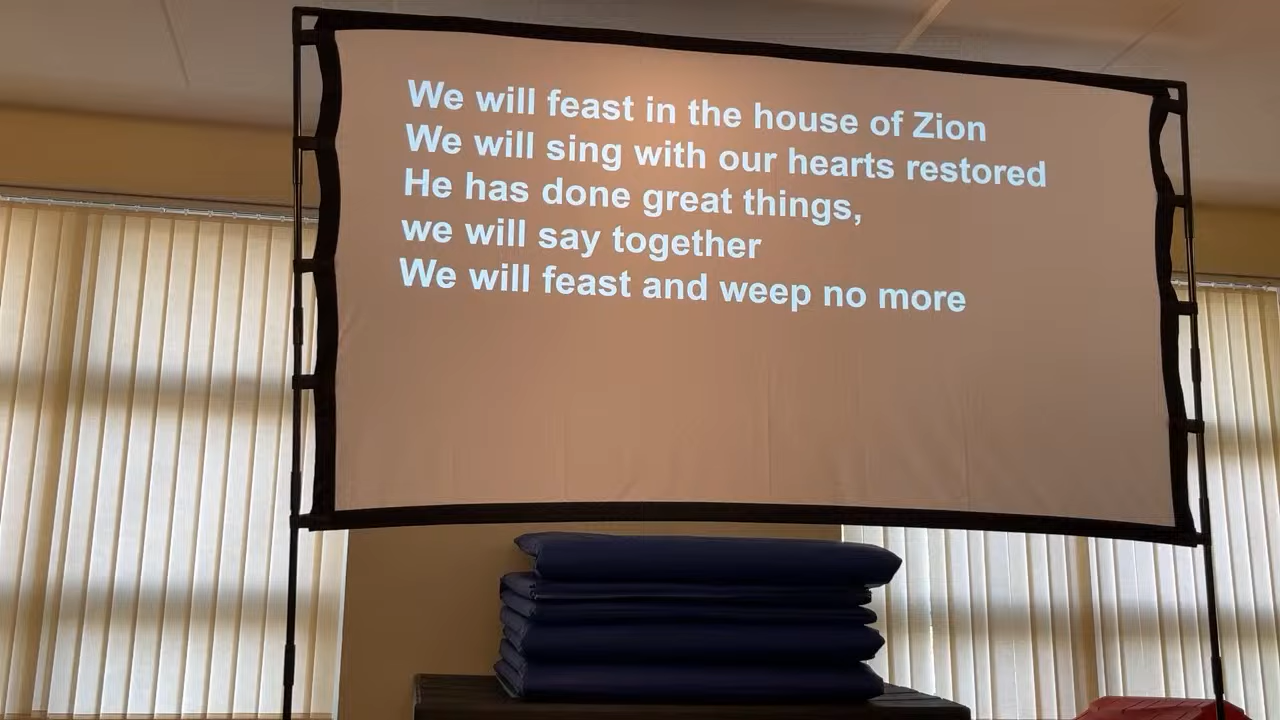 We will feast in the house of Zion
We will sing with our hearts restored
He has done great things,
we will say together
We will feast and weep no more